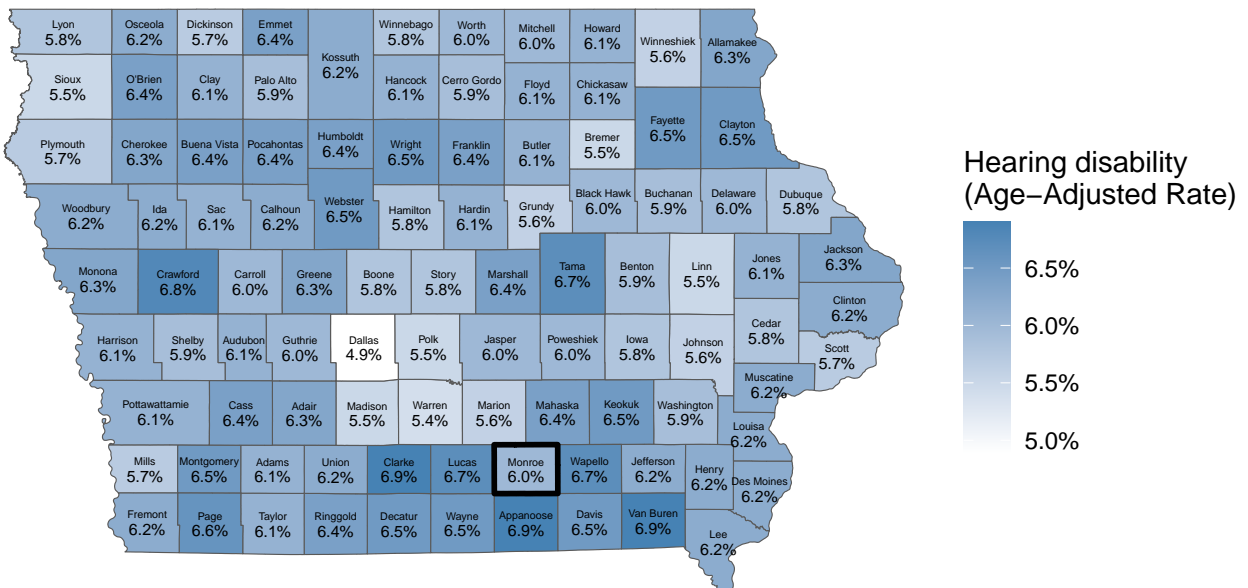 Lyon
5.8%
Osceola
6.2%
Dickinson
5.7%
Emmet
6.4%
Kossuth
6.2%
Winnebago
5.8%
Worth
6.0%
Mitchell
6.0%
Howard
6.1%
Winneshiek
5.6%
Allamakee
6.3%
Sioux
5.5%
O'Brien
6.4%
Clay
6.1%
Palo Alto
5.9%
Hancock
6.1%
Cerro Gordo
5.9%
Floyd
6.1%
Chickasaw
6.1%
Fayette
6.5%
Clayton
6.5%
Plymouth
5.7%
Cherokee
6.3%
Buena Vista
6.4%
Pocahontas
6.4%
Humboldt
6.4%
Wright
6.5%
Franklin
6.4%
Butler
6.1%
Bremer
5.5%
Woodbury
6.2%
Ida
6.2%
Sac
6.1%
Calhoun
6.2%
Webster
6.5%
Hamilton
5.8%
Hardin
6.1%
Grundy
5.6%
Black Hawk
6.0%
Buchanan
5.9%
Delaware
6.0%
Dubuque
5.8%
Monona
6.3%
Crawford
6.8%
Carroll
6.0%
Greene
6.3%
Boone
5.8%
Story
5.8%
Marshall
6.4%
Tama
6.7%
Benton
5.9%
Linn
5.5%
Jones
6.1%
Jackson
6.3%
Clinton
6.2%
Harrison
6.1%
Shelby
5.9%
Audubon
6.1%
Guthrie
6.0%
Dallas
4.9%
Polk
5.5%
Jasper
6.0%
Poweshiek
6.0%
Iowa
5.8%
Johnson
5.6%
Cedar
5.8%
Scott
5.7%
Muscatine
6.2%
Pottawattamie
6.1%
Cass
6.4%
Adair
6.3%
Madison
5.5%
Warren
5.4%
Marion
5.6%
Mahaska
6.4%
Keokuk
6.5%
Washington
5.9%
Louisa
6.2%
Mills
5.7%
Montgomery
6.5%
Adams
6.1%
Union
6.2%
Clarke
6.9%
Lucas
6.7%
Monroe
6.0%
Wapello
6.7%
Jefferson
6.2%
Henry
6.2%
Des Moines
6.2%
Fremont
6.2%
Page
6.6%
Taylor
6.1%
Ringgold
6.4%
Decatur
6.5%
Wayne
6.5%
Appanoose
6.9%
Davis
6.5%
Van Buren
6.9%
Lee
6.2%
Hearing disability
(Age−Adjusted Rate)
6.5%
6.0%
5.5%
5.0%